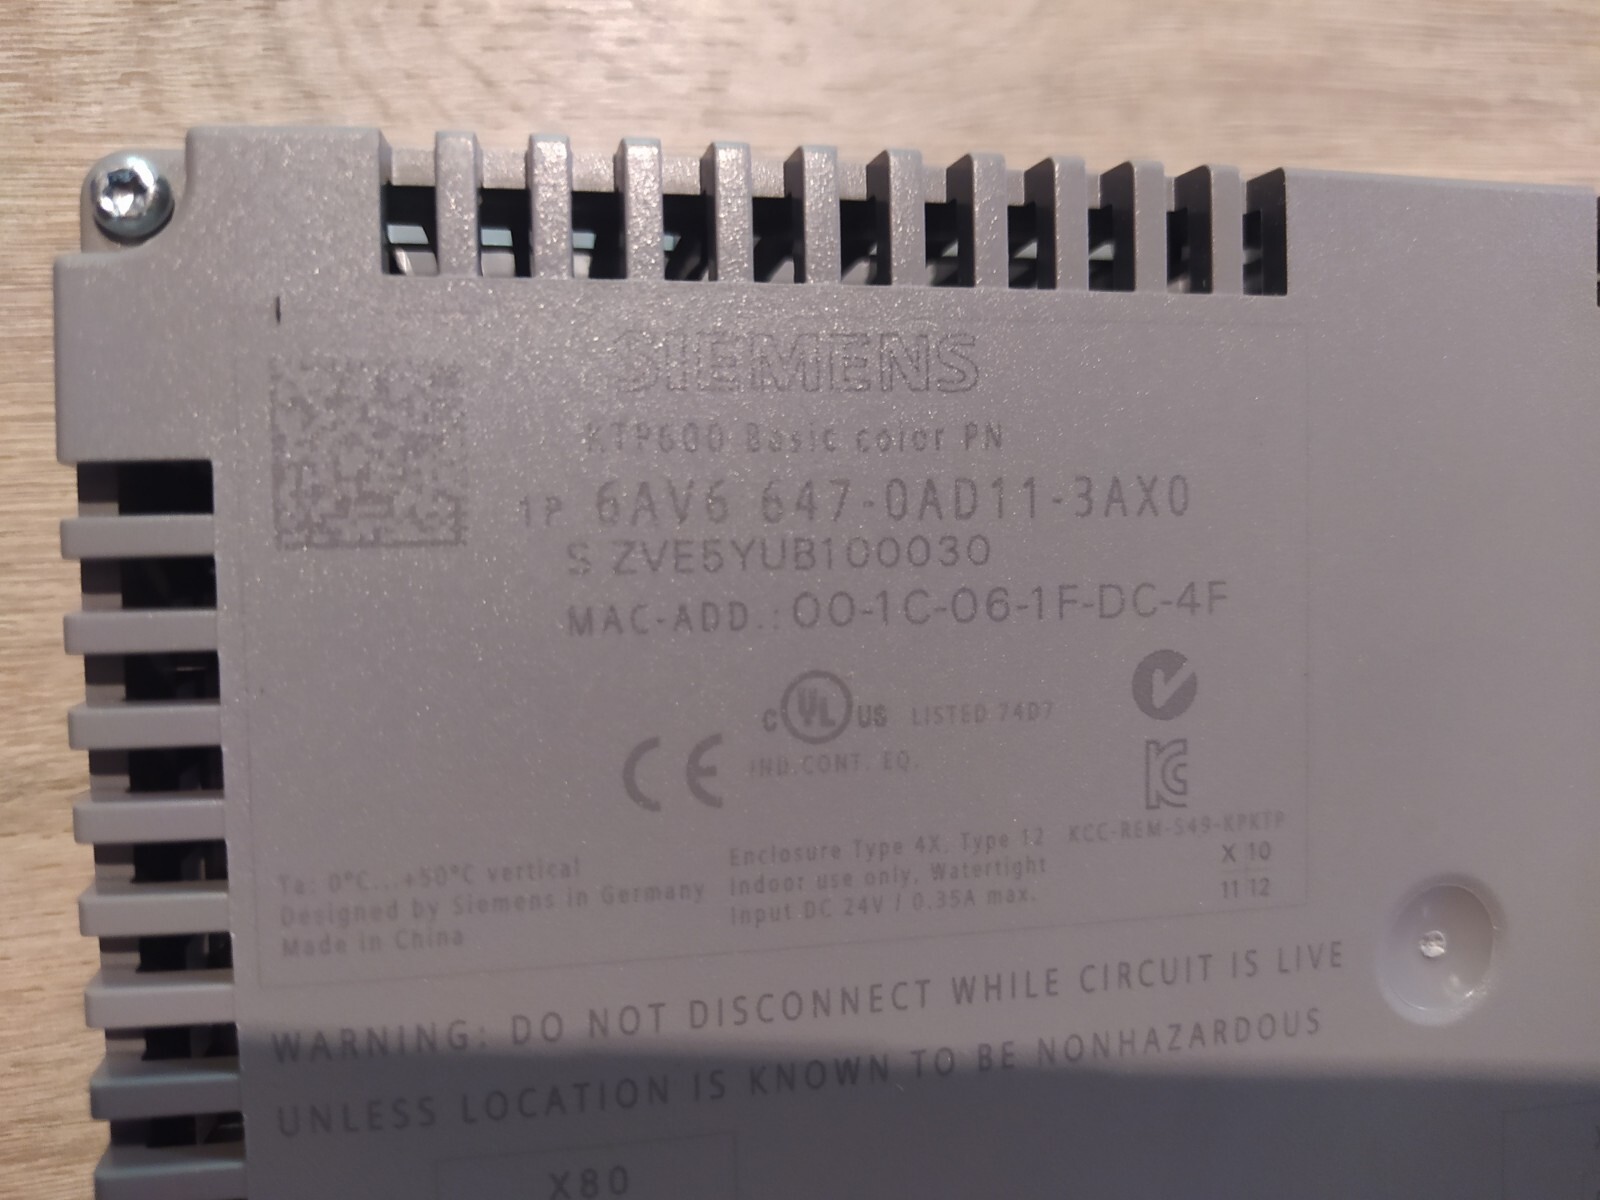 SIEMENS
KTP600 Basic color PN
1P 6AV6 647-0AD11-3AX0
S ZVE5YUB100030
MAC-ADD.: 00-1C-06-1F-DC-4F
C UL US LISTED 74D7
CE IND.CONT. EQ.
KCC-REM-S49-KPKTP
Ta: 0°C...+50°C vertical
Designed by Siemens in Germany
Made in China
Enclosure Type 4X, Type 12
Indoor use only, Watertight
Input DC 24V / 0.35A max.
X 10
11 12
WARNING: DO NOT DISCONNECT WHILE CIRCUIT IS LIVE
UNLESS LOCATION IS KNOWN TO BE NONHAZARDOUS
X80